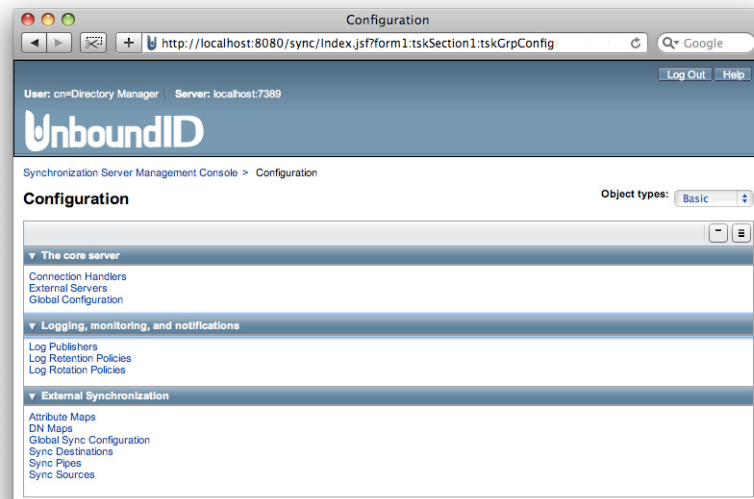 Configuration
http://localhost:8080/sync/Index.jsf?form1:tskSection1:tskGrpConfig
Google
Log Out Help
User: cn=Directory Manager Server: localhost:7389
UnboundID
Synchronization Server Management Console > Configuration
Configuration
Object types: Basic
The core server
Connection Handlers
External Servers
Global Configuration
Logging, monitoring, and notifications
Log Publishers
Log Retention Policies
Log Rotation Policies
External Synchronization
Attribute Maps
DN Maps
Global Sync Configuration
Sync Destinations
Sync Pipes
Sync Sources